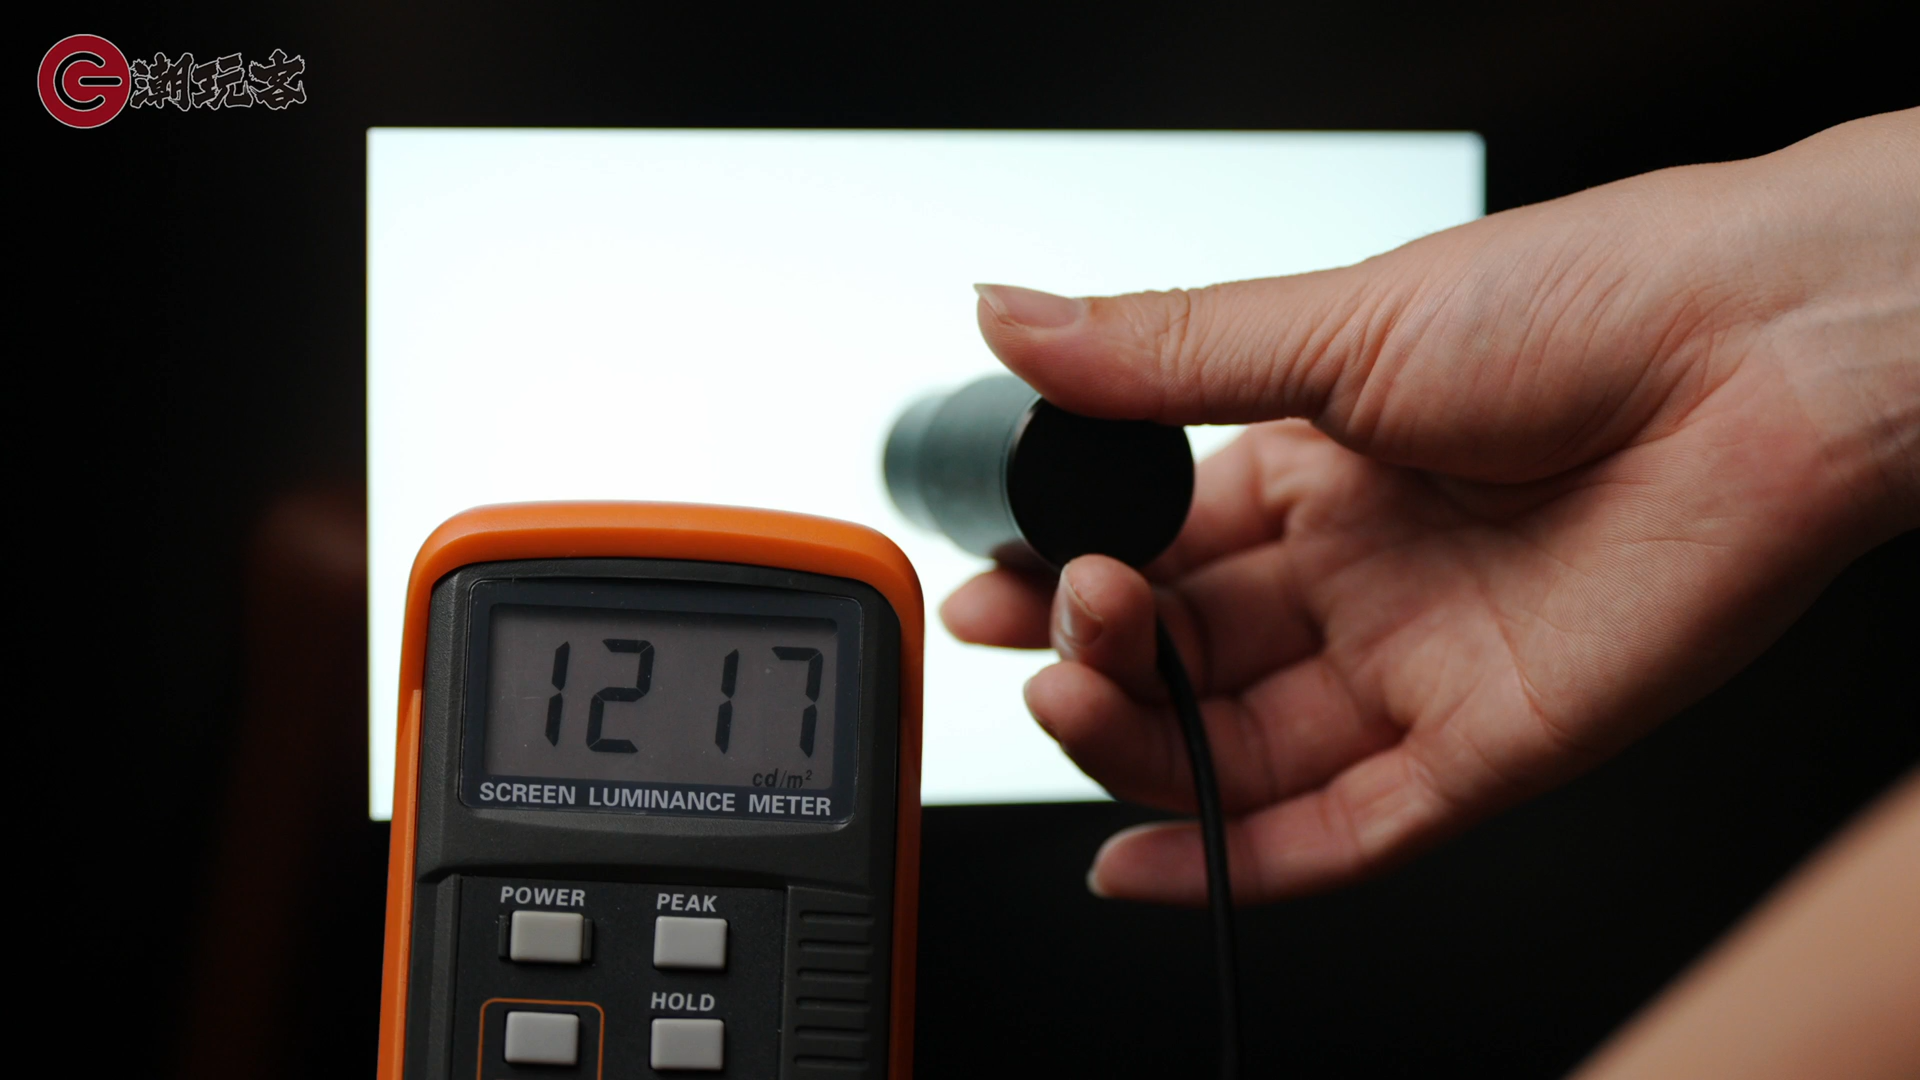 潮玩客
1217
cd/m²
SCREEN LUMINANCE METER
POWER PEAK
HOLD